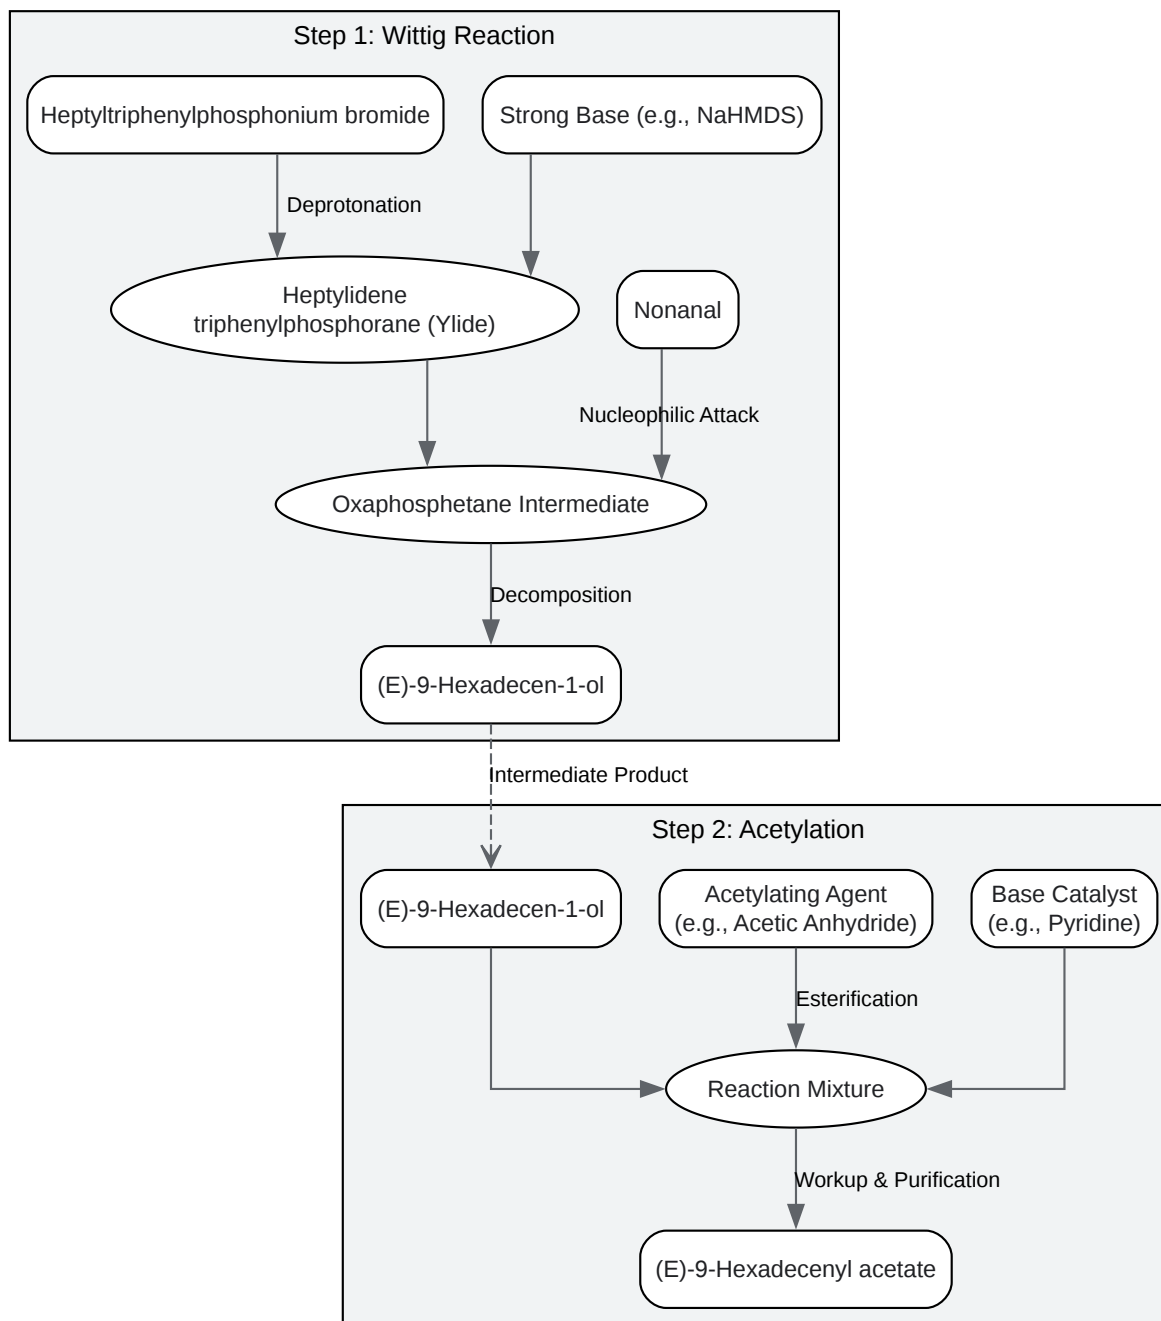 Step 1: Wittig Reaction
Heptyltriphenylphosphonium bromide
Strong Base (e.g., NaHMDS)
Deprotonation
Heptylidene
triphenylphosphorane (Ylide)
Nonanal
Nucleophilic Attack
Oxaphosphetane Intermediate
Decomposition
(E)-9-Hexadecen-1-ol
Intermediate Product
Step 2: Acetylation
(E)-9-Hexadecen-1-ol
Acetylating Agent
(e.g., Acetic Anhydride)
Base Catalyst
(e.g., Pyridine)
Esterification
Reaction Mixture
Workup & Purification
(E)-9-Hexadecenyl acetate